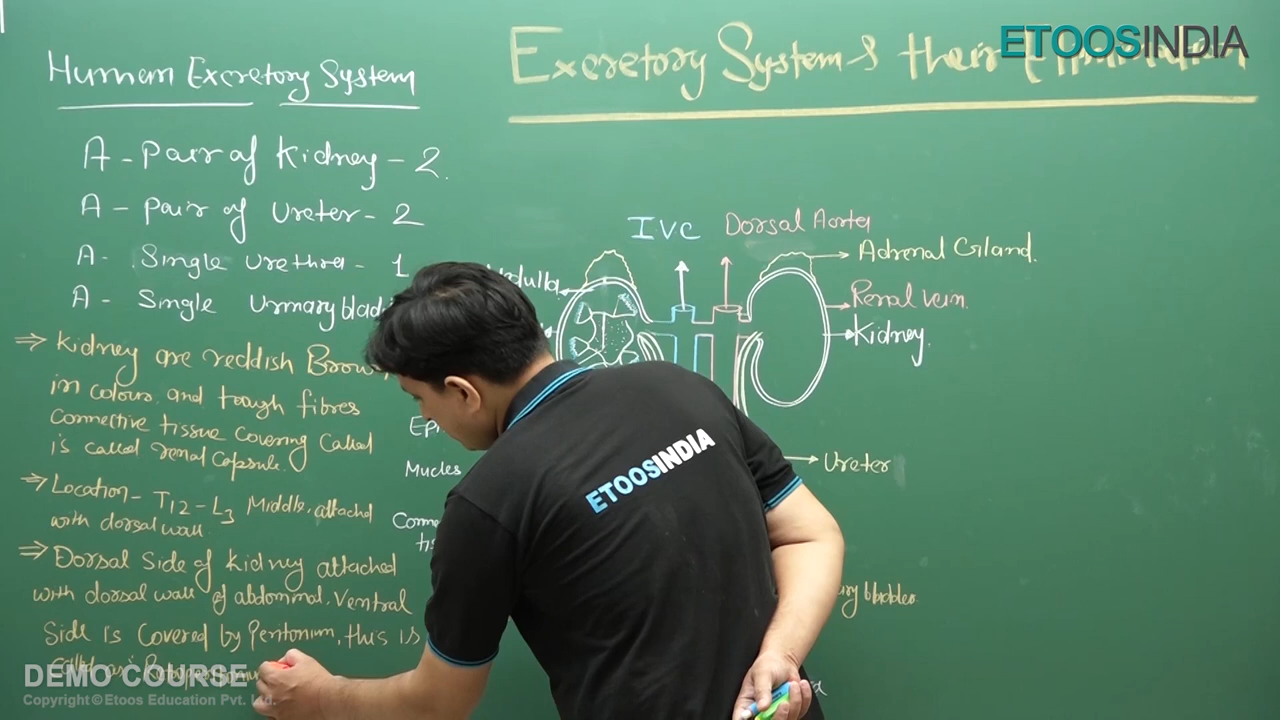 ETOOSINDIA
Excretory System & their Elimination
Human Excretory System
A - Pair of Kidney - 2.
A - Pair of Ureter - 2
A - Single Urethra - 1
A - Single Urinary
⇒ Kidney are reddish Brown
in colour and tough fibres
Connective tissue Covering Called
is called renal Capsule.
⇒ Location - T12 - L3 Middle, attached
with dorsal wall
⇒ Dorsal Side of Kidney attached
with dorsal wall of abdominal. Ventral
Side is Covered by Peritonium, this is
IVC
Dorsal Aorta
Adrenal Gland.
Renal vein.
Kidney.
Ureter
bladder
Mucles
ETOOSINDIA
DEMO COURSE
Copyright © Etoos Education Pvt. Ltd.